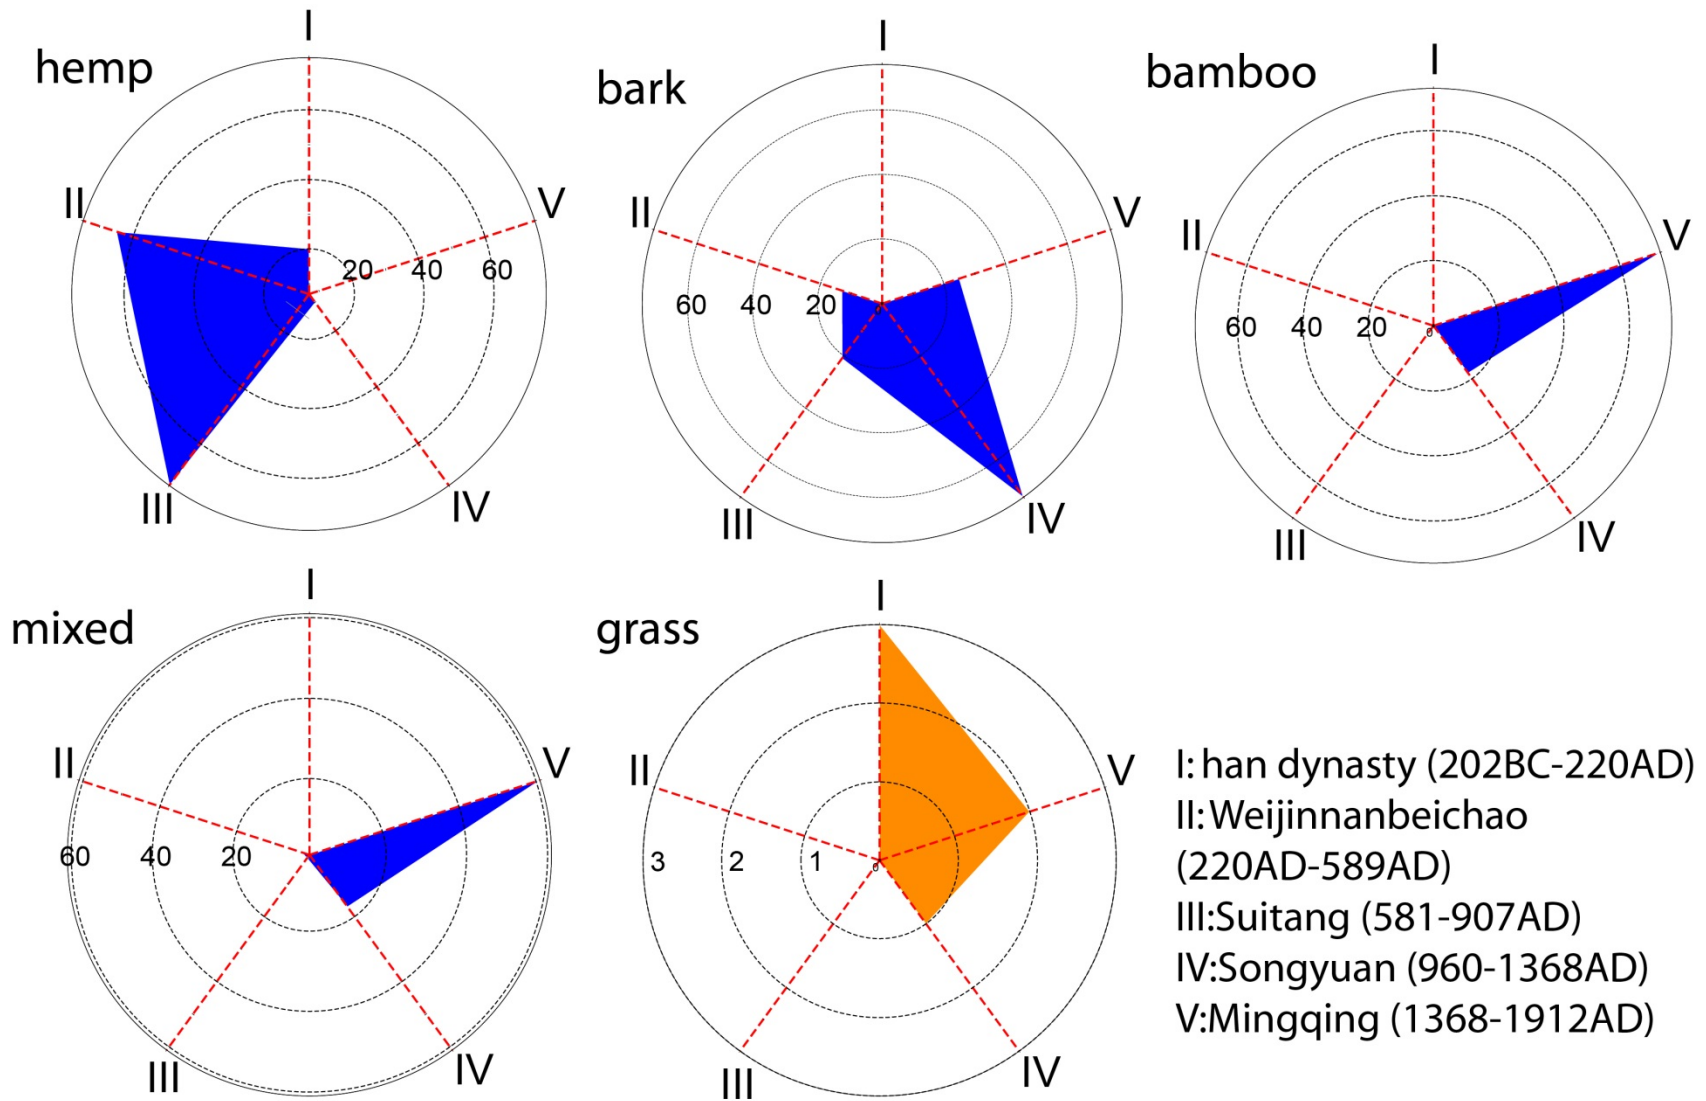 hemp
I
II
V
20
40
60
III
IV
bark
I
II
V
60
40
20
III
IV
bamboo
I
II
V
60
40
20
0
III
IV
mixed
I
II
V
60
40
20
III
IV
grass
I
II
V
3
2
1
0
III
IV
I: han dynasty (202BC-220AD)
II: Weijinnanbeichao
(220AD-589AD)
III:Suitang (581-907AD)
IV:Songyuan (960-1368AD)
V:Mingqing (1368-1912AD)